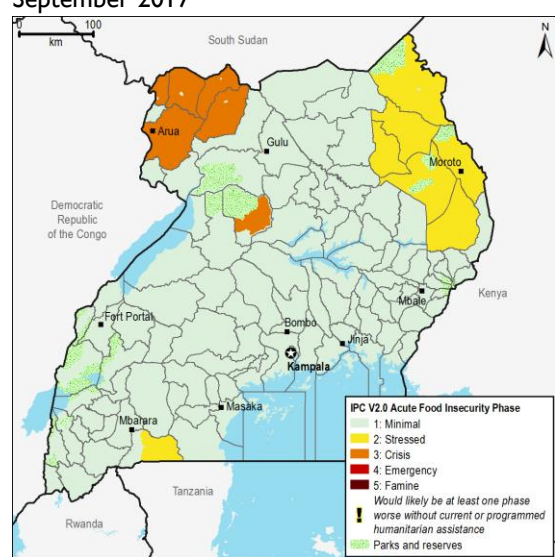 September 2017
0 100
km
South Sudan
N
Arua
Gulu
Moroto
Democratic
Republic
of the Congo
Mbale
Kenya
Fort Portal
Bombo
Jinja
Kampala
Masaka
Mbarara
Tanzania
Rwanda
IPC V2.0 Acute Food Insecurity Phase
1: Minimal
2: Stressed
3: Crisis
4: Emergency
5: Famine
!
Would likely be at least one phase
worse without current or programmed
humanitarian assistance
Parks and reserves